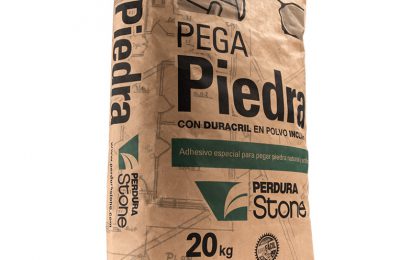 PEGA
Piedra
CON DURACRIL EN POLVO
Adhesivo especial para pegar piedra natural y
PERDURA
Stone
20 kg
Piedra
PERDURA
Stone